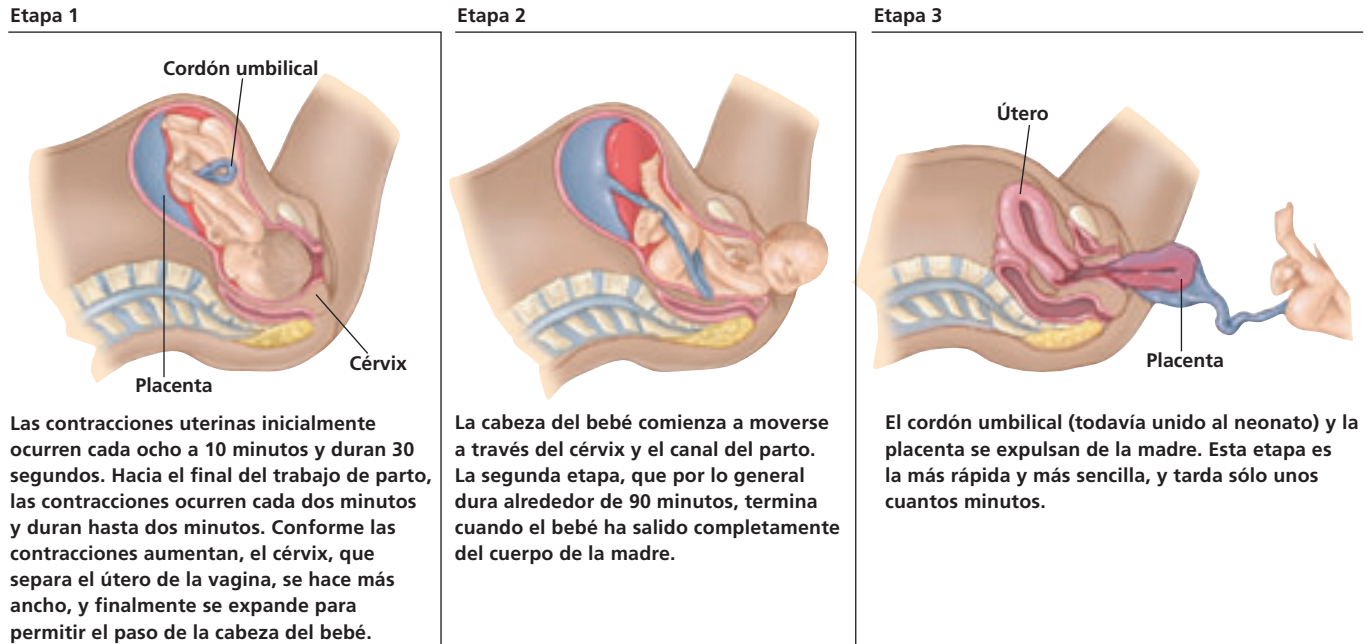 Etapa 1
Cordón umbilical
Placenta
Cérvix
Las contracciones uterinas inicialmente
ocurren cada ocho a 10 minutos y duran 30
segundos. Hacia el final del trabajo de parto,
las contracciones ocurren cada dos minutos
y duran hasta dos minutos. Conforme las
contracciones aumentan, el cérvix, que
separa el útero de la vagina, se hace más
ancho, y finalmente se expande para
permitir el paso de la cabeza del bebé.
Etapa 2
La cabeza del bebé comienza a moverse
a través del cérvix y el canal del parto.
La segunda etapa, que por lo general
dura alrededor de 90 minutos, termina
cuando el bebé ha salido completamente
del cuerpo de la madre.
Etapa 3
Útero
Placenta
El cordón umbilical (todavía unido al neonato) y la
placenta se expulsan de la madre. Esta etapa es
la más rápida y más sencilla, y tarda sólo unos
cuantos minutos.